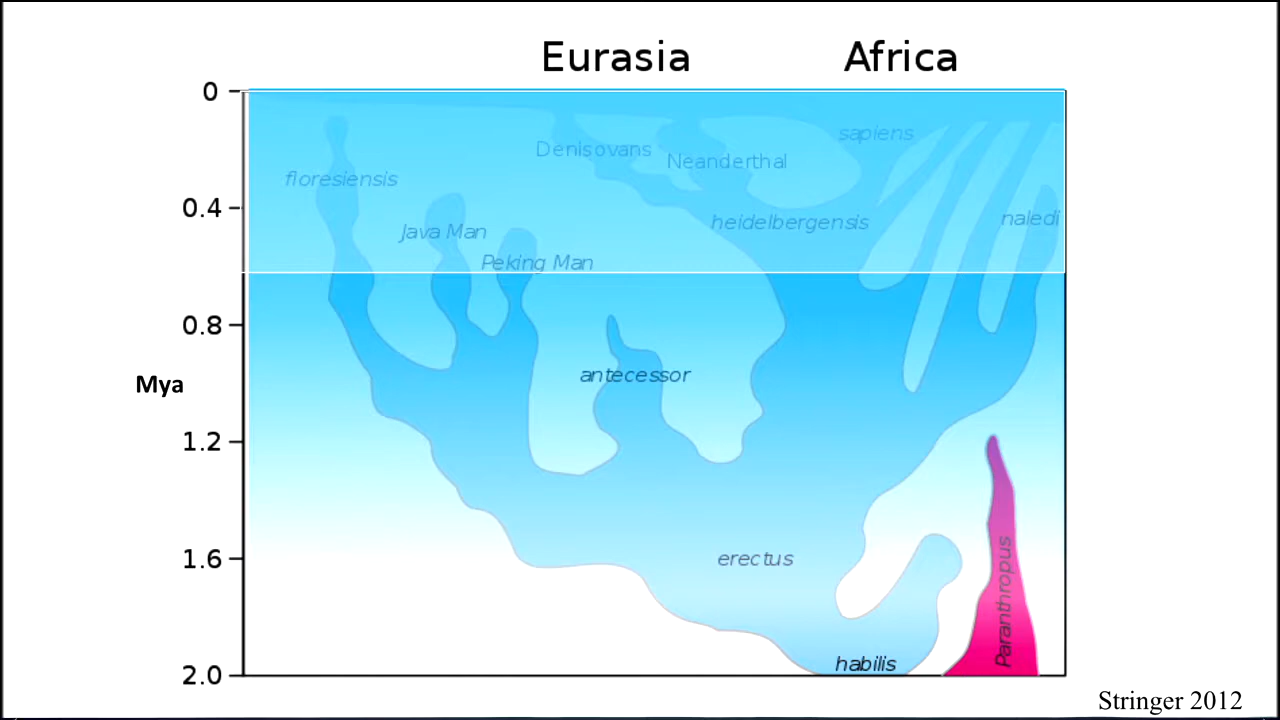 Eurasia Africa
0
sapiens
Denisovans
Neanderthal
floresiensis
0.4
naledi
heidelbergensis
Java Man
Peking Man
0.8
antecessor
Mya
1.2
1.6
erectus
Paranthropus
habilis
2.0
Stringer 2012